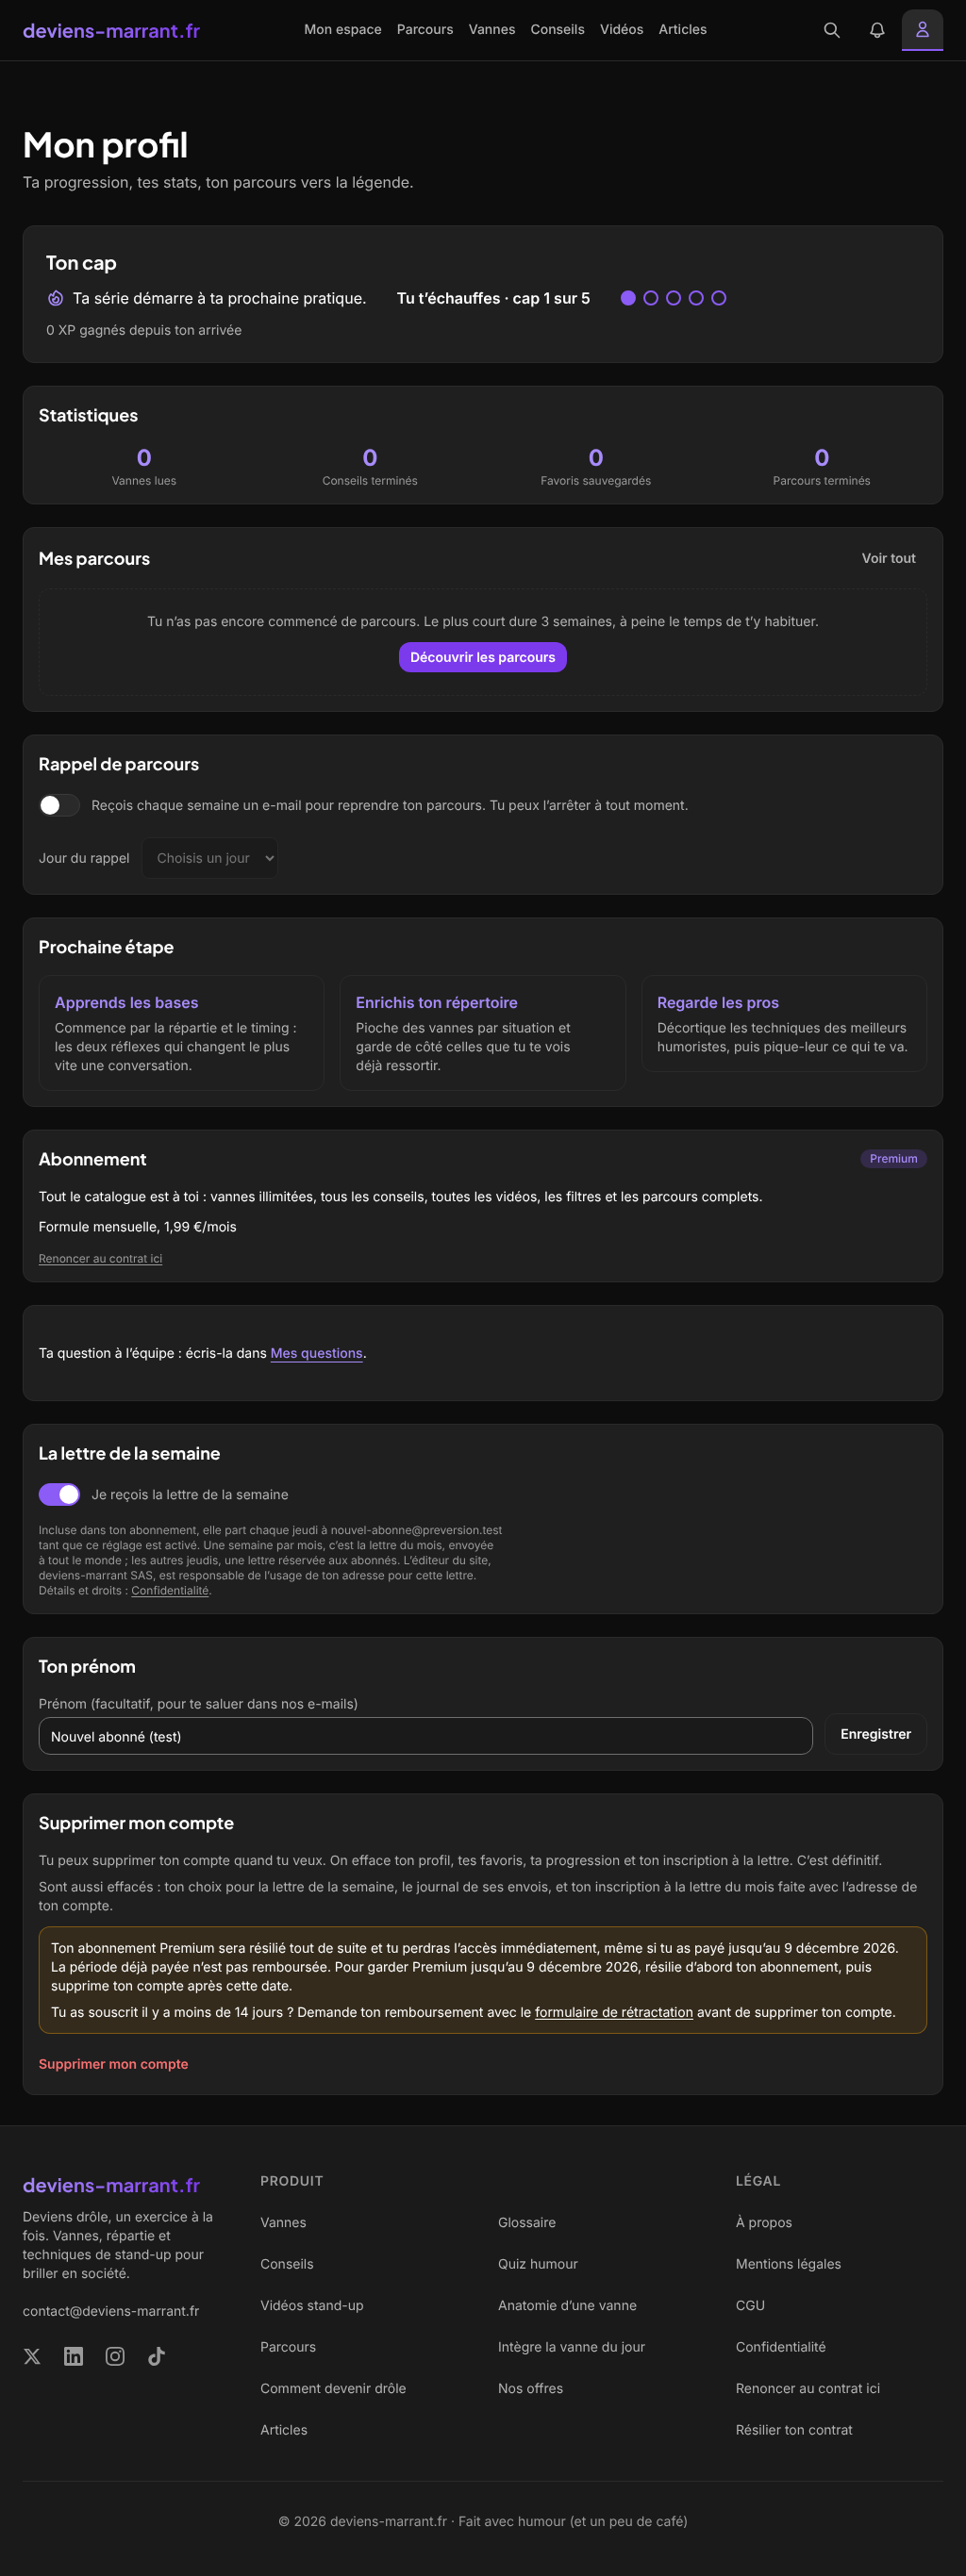 deviens-marrant.fr
Mon espace
Parcours
Vannes
Conseils
Vidéos
Articles
Mon profil
Ta progression, tes stats, ton parcours vers la légende.
Ton cap
Ta série démarre à ta prochaine pratique.
Tu t’échauffes · cap 1 sur 5
0 XP gagnés depuis ton arrivée
Statistiques
0
Vannes lues
0
Conseils terminés
0
Favoris sauvegardés
0
Parcours terminés
Mes parcours
Voir tout
Tu n’as pas encore commencé de parcours. Le plus court dure 3 semaines, à peine le temps de t’y habituer.
Découvrir les parcours
Rappel de parcours
Reçois chaque semaine un e-mail pour reprendre ton parcours. Tu peux l’arrêter à tout moment.
Jour du rappel
Choisis un jour
Prochaine étape
Apprends les bases
Commence par la répartie et le timing :
les deux réflexes qui changent le plus
vite une conversation.
Enrichis ton répertoire
Pioche des vannes par situation et
garde de côté celles que tu te vois
déjà ressortir.
Regarde les pros
Décortique les techniques des meilleurs
humoristes, puis pique-leur ce qui te va.
Abonnement
Premium
Tout le catalogue est à toi : vannes illimitées, tous les conseils, toutes les vidéos, les filtres et les parcours complets.
Formule mensuelle, 1,99 €/mois
Renoncer au contrat ici
Ta question à l’équipe : écris-la dans Mes questions.
La lettre de la semaine
Je reçois la lettre de la semaine
Incluse dans ton abonnement, elle part chaque jeudi à nouvel-abonne@preversion.test
tant que ce réglage est activé. Une semaine par mois, c’est la lettre du mois, envoyée
à tout le monde ; les autres jeudis, une lettre réservée aux abonnés. L’éditeur du site,
deviens-marrant SAS, est responsable de l’usage de ton adresse pour cette lettre.
Détails et droits : Confidentialité.
Ton prénom
Prénom (facultatif, pour te saluer dans nos e-mails)
Nouvel abonné (test)
Enregistrer
Supprimer mon compte
Tu peux supprimer ton compte quand tu veux. On efface ton profil, tes favoris, ta progression et ton inscription à la lettre. C’est définitif.
Sont aussi effacés : ton choix pour la lettre de la semaine, le journal de ses envois, et ton inscription à la lettre du mois faite avec l’adresse de
ton compte.
Ton abonnement Premium sera résilié tout de suite et tu perdras l’accès immédiatement, même si tu as payé jusqu’au 9 décembre 2026.
La période déjà payée n’est pas remboursée. Pour garder Premium jusqu’au 9 décembre 2026, résilie d’abord ton abonnement, puis
supprime ton compte après cette date.
Tu as souscrit il y a moins de 14 jours ? Demande ton remboursement avec le formulaire de rétractation avant de supprimer ton compte.
Supprimer mon compte
deviens-marrant.fr
Deviens drôle, un exercice à la
fois. Vannes, répartie et
techniques de stand-up pour
briller en société.
contact@deviens-marrant.fr
PRODUIT
Vannes
Conseils
Vidéos stand-up
Parcours
Comment devenir drôle
Articles
Glossaire
Quiz humour
Anatomie d’une vanne
Intègre la vanne du jour
Nos offres
LÉGAL
À propos
Mentions légales
CGU
Confidentialité
Renoncer au contrat ici
Résilier ton contrat
© 2026 deviens-marrant.fr · Fait avec humour (et un peu de café)